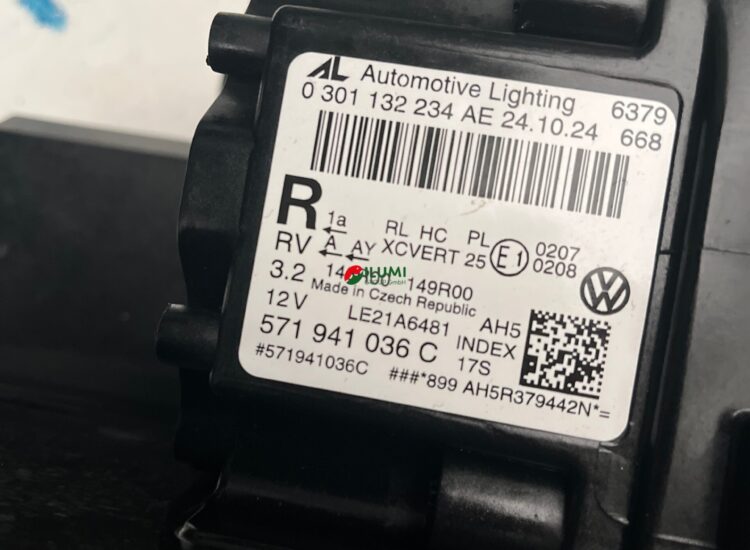 AL Automotive Lighting 6379
0 301 132 234 AE 24.10.24 668
R 1a RL HC PL E1 0207
RV A AY XCVERT 25 0208
3.2 149R00
12V Made in Czech Republic
LE21A6481 AH5
571 941 036 C INDEX
#571941036C 17S
###*899 AH5R379442N*=